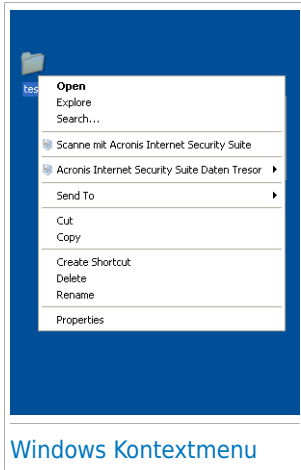 tes
Open
Explore
Search...
Scanne mit Acronis Internet Security Suite
Acronis Internet Security Suite Daten Tresor
Send To
Cut
Copy
Create Shortcut
Delete
Rename
Properties
Windows Kontextmenu